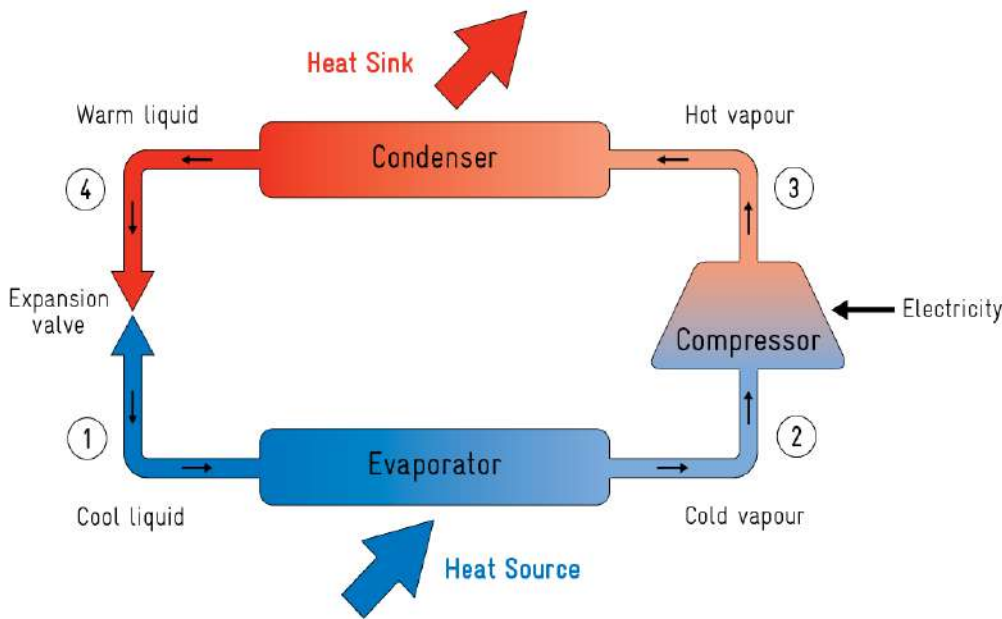 Heat Sink
Warm liquid
Hot vapour
Condenser
4
3
Expansion
valve
Electricity
Compressor
1
2
Evaporator
Cool liquid
Cold vapour
Heat Source